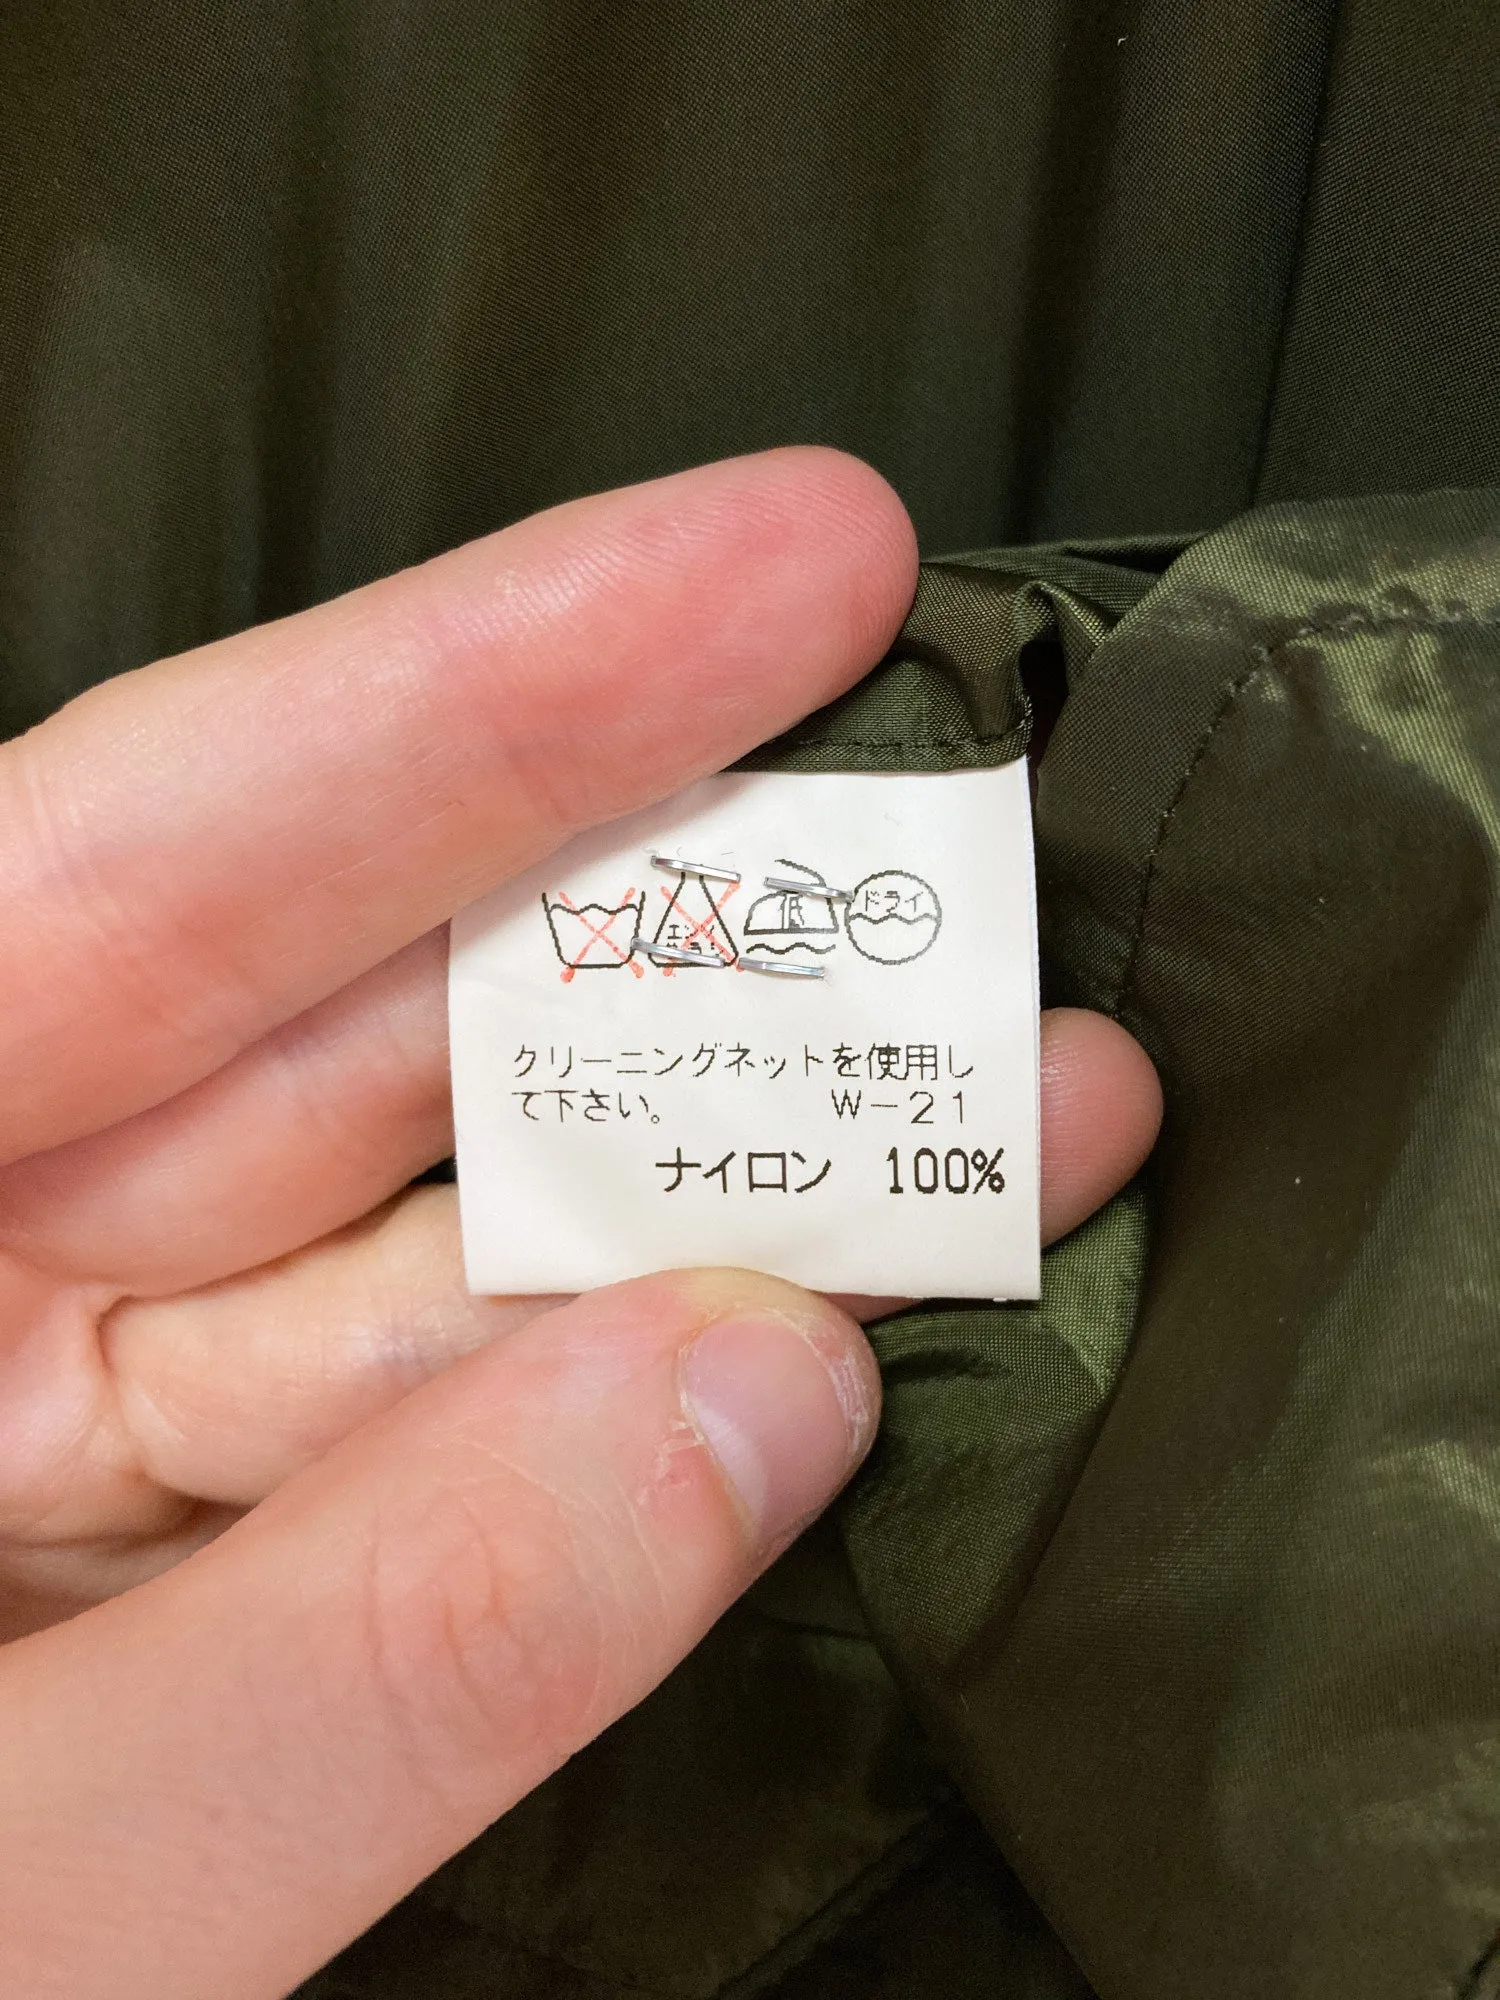 低 ドライ
クリーニングネットを使用し
て下さい。 W-21
ナイロン 100%